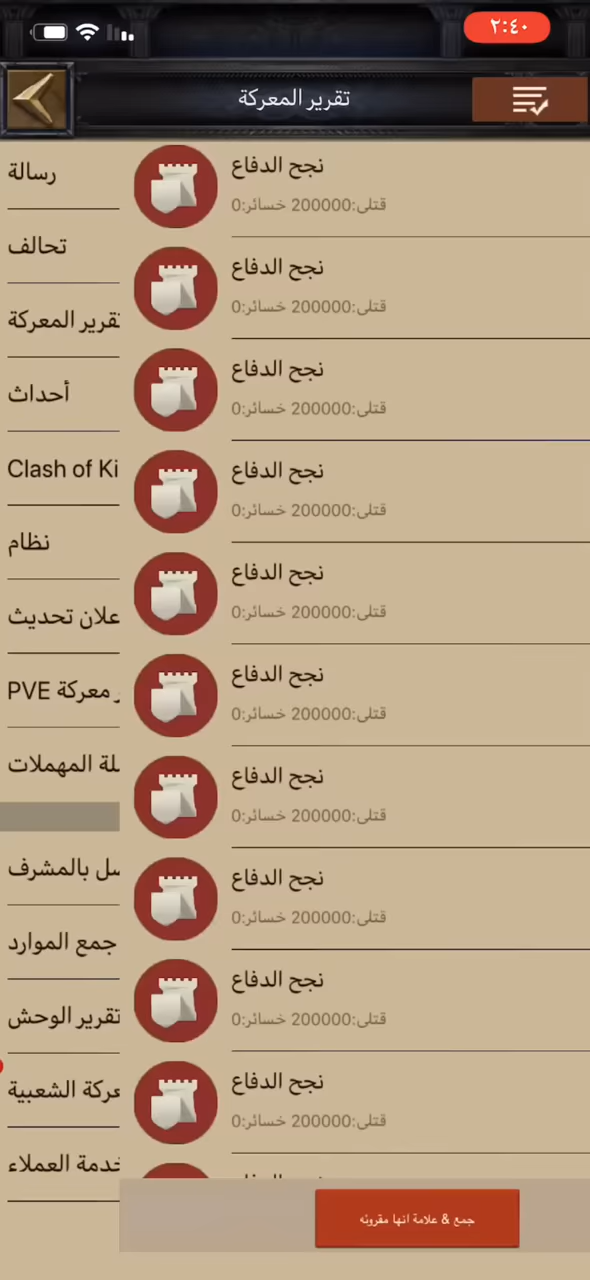 ٢:٤٠
تقرير المعركة
رسالة
تحالف
تقرير المعركة
أحداث
Clash of Ki
نظام
علان تحديث
ر معركة PVE
لة المهملات
صل بالمشرف
جمع الموارد
تقرير الوحش
عركة الشعبية
خدمة العملاء
نجح الدفاع
قتلى:200000 خسائر:0
نجح الدفاع
قتلى:200000 خسائر:0
نجح الدفاع
قتلى:200000 خسائر:0
نجح الدفاع
قتلى:200000 خسائر:0
نجح الدفاع
قتلى:200000 خسائر:0
نجح الدفاع
قتلى:200000 خسائر:0
نجح الدفاع
قتلى:200000 خسائر:0
نجح الدفاع
قتلى:200000 خسائر:0
نجح الدفاع
قتلى:200000 خسائر:0
نجح الدفاع
قتلى:200000 خسائر:0
جمع & علامة انها مقروئه